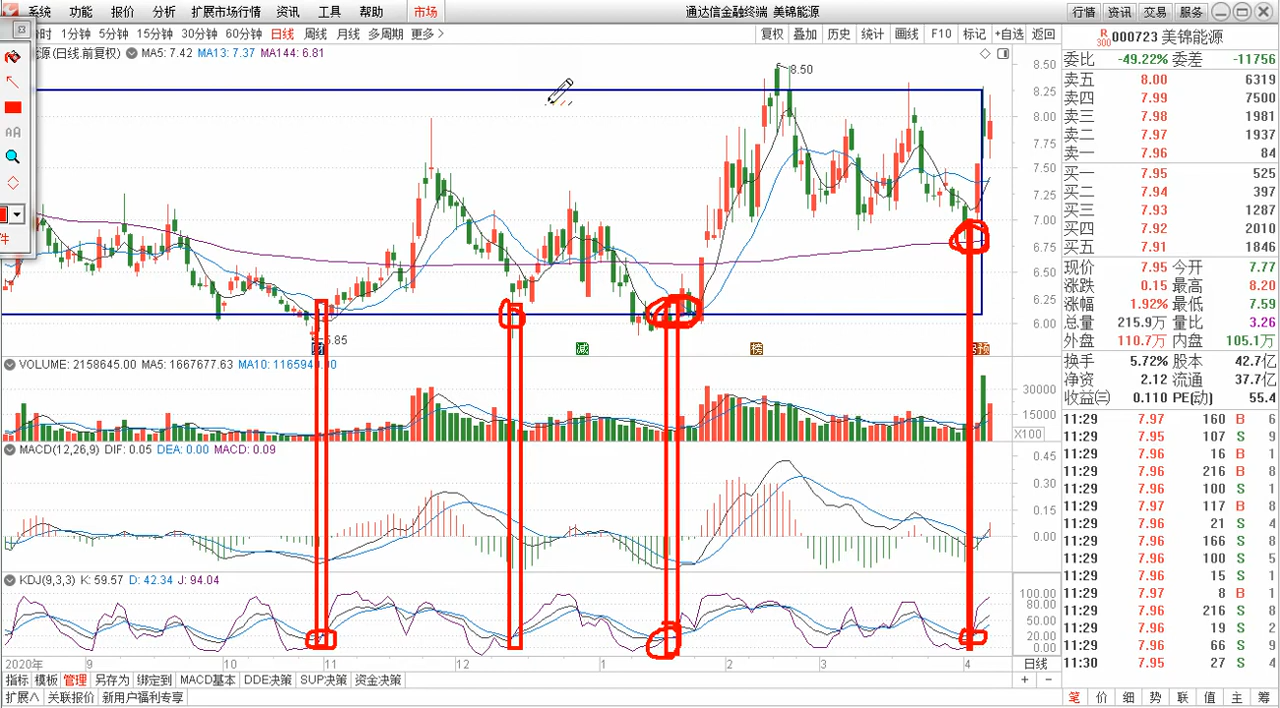 系统 功能 报价 分析 扩展市场行情 资讯 工具 帮助 市场 通达信金融终端 美锦能源 行情 资讯 交易 服务
时 1分钟 5分钟 15分钟 30分钟 60分钟 日线 周线 月线 多周期 更多> 复权 叠加 历史 统计 画线 F10 标记 +自选 返回
R
300
000723 美锦能源
源(日线.前复权) MA5: 7.42 MA13: 7.37 MA144: 6.81
委比 -49.22% 委差 -11756
卖五 8.00 6319
卖四 7.99 7500
卖三 7.98 1981
卖二 7.97 1937
卖一 7.96 84
买一 7.95 525
买二 7.94 397
买三 7.93 1287
买四 7.92 2010
买五 7.91 1846
现价 7.95 今开 7.77
涨跌 0.15 最高 8.20
涨幅 1.92% 最低 7.59
总量 215.9万 量比 3.26
外盘 110.7万 内盘 105.1万
换手 5.72% 股本 42.7亿
净资 2.12 流通 37.7亿
收益㈢ 0.110 PE(动) 55.4
11:29 7.97 160 B 6
11:29 7.95 107 S 9
11:29 7.96 16 B 1
11:29 7.96 216 B 8
11:29 7.96 100 S 1
11:29 7.97 117 B 8
11:29 7.96 21 S 4
11:29 7.96 166 S 8
11:29 7.96 100 S 5
11:29 7.96 15 S 1
11:29 7.97 8 B 1
11:29 7.96 216 S 8
11:29 7.96 19 S 2
11:29 7.96 66 S 9
11:30 7.95 27 S 4
8.50
8.50
8.25
8.00
7.75
7.50
7.25
7.00
6.75
6.50
6.25
6.00
5.85
减
榜
预
VOLUME: 2158645.00 MA5: 1667677.63 MA10: 116594
30000
15000
X100
MACD(12,26,9) DIF: 0.05 DEA: 0.00 MACD: 0.09
0.45
0.30
0.15
0.00
KDJ(9,3,3) K: 59.57 D: 42.34 J: 94.04
100.00
80.00
50.00
20.00
0.00
2020年 9 10 11 12 1 2 3 4 日线
指标 模板 管理 另存为 绑定到 MACD基本 DDE决策 SUP决策 资金决策 + −
扩展∧ 关联报价 新用户福利专享 笔 价 细 势 联 值 主 筹
AA
件